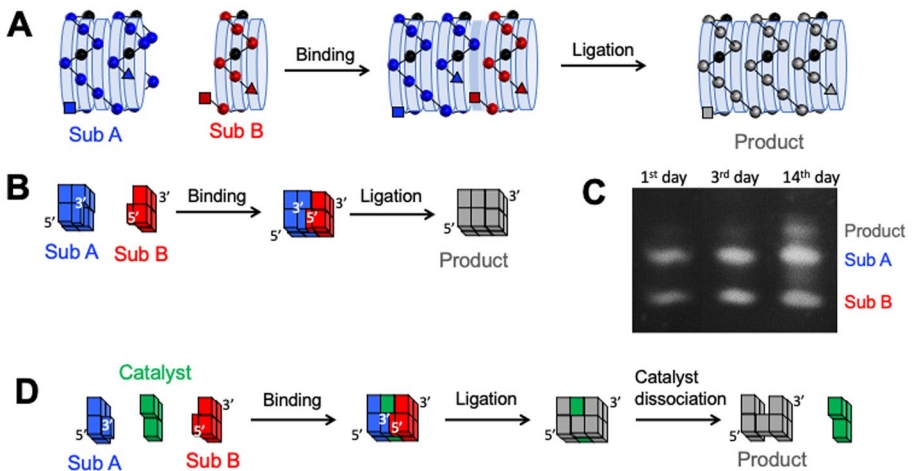 A
Binding
Ligation
Sub A
Sub B
Product
B
3'
5'
Sub A
3'
5'
Sub B
Binding
3'
5'
3'
5'
Ligation
3'
5'
Product
C
1st day 3rd day 14th day
Product
Sub A
Sub B
D
Catalyst
3'
5'
Sub A
3'
5'
Sub B
Binding
3'
3'
5'
5'
Ligation
3'
5'
Catalyst
dissociation
3'
5'
Product